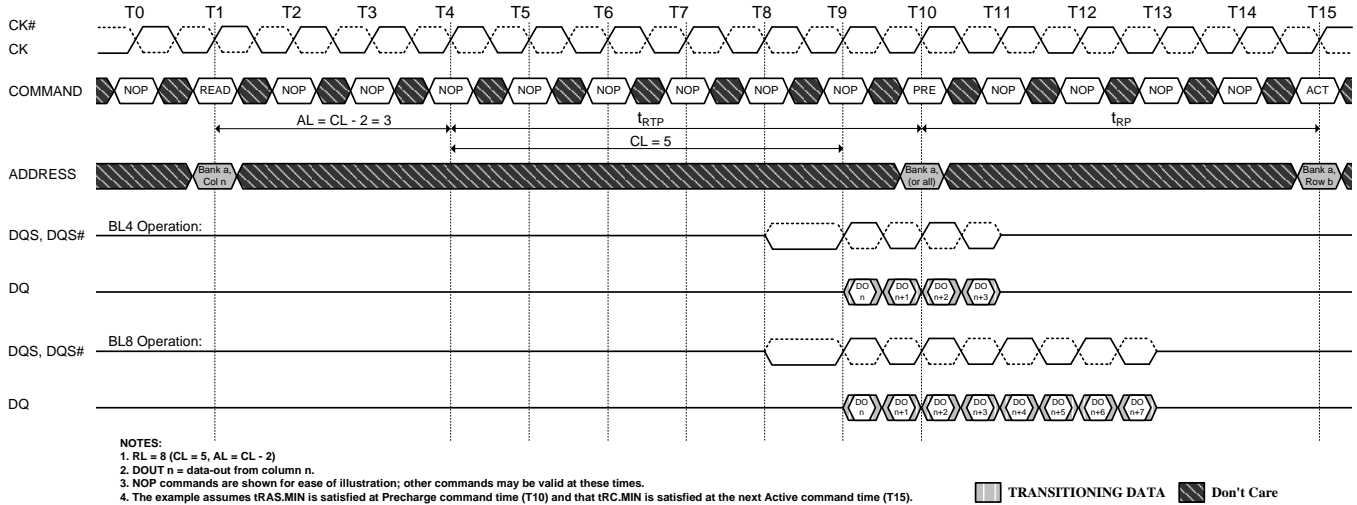 T0 T1 T2 T3 T4 T5 T6 T7 T8 T9 T10 T11 T12 T13 T14 T15
CK#
CK
COMMAND NOP READ NOP NOP NOP NOP NOP NOP NOP NOP PRE NOP NOP NOP NOP ACT
AL = CL - 2 = 3 tRTP tRP
CL = 5
ADDRESS
Bank a,
Col n
Bank a,
(or all)
Bank a,
Row b
BL4 Operation:
DQS, DQS#
DQ
DO
n
DO
n+1
DO
n+2
DO
n+3
BL8 Operation:
DQS, DQS#
DQ
DO
n
DO
n+1
DO
n+2
DO
n+3
DO
n+4
DO
n+5
DO
n+6
DO
n+7
NOTES:
1. RL = 8 (CL = 5, AL = CL - 2)
2. DOUT n = data-out from column n.
3. NOP commands are shown for ease of illustration; other commands may be valid at these times.
4. The example assumes tRAS.MIN is satisfied at Precharge command time (T10) and that tRC.MIN is satisfied at the next Active command time (T15).
TRANSITIONING DATA Don't Care